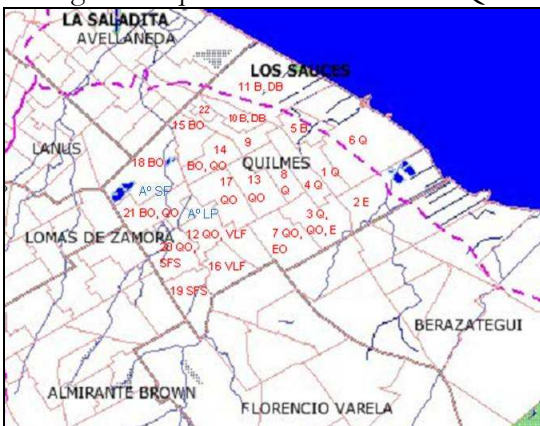 LA SALADITA
AVELLANEDA
LOS SAUCES
11 B, DB
22
10 B, DB
15 BO
5 B
9
6 Q
LANUS
14
BO, QO
QUILMES
18 BO
17
QO
13
QO
8
Q
1 Q
4 Q
Aº SF
2 E
21 BO, QO
Aº LP
3 Q,
QO, E
LOMAS DE ZAMORA
12 QO, VLF
7 QO,
EO
20 QO,
SFS
16 VLF
19 SFS
BERAZATEGUI
ALMIRANTE BROWN
FLORENCIO VARELA